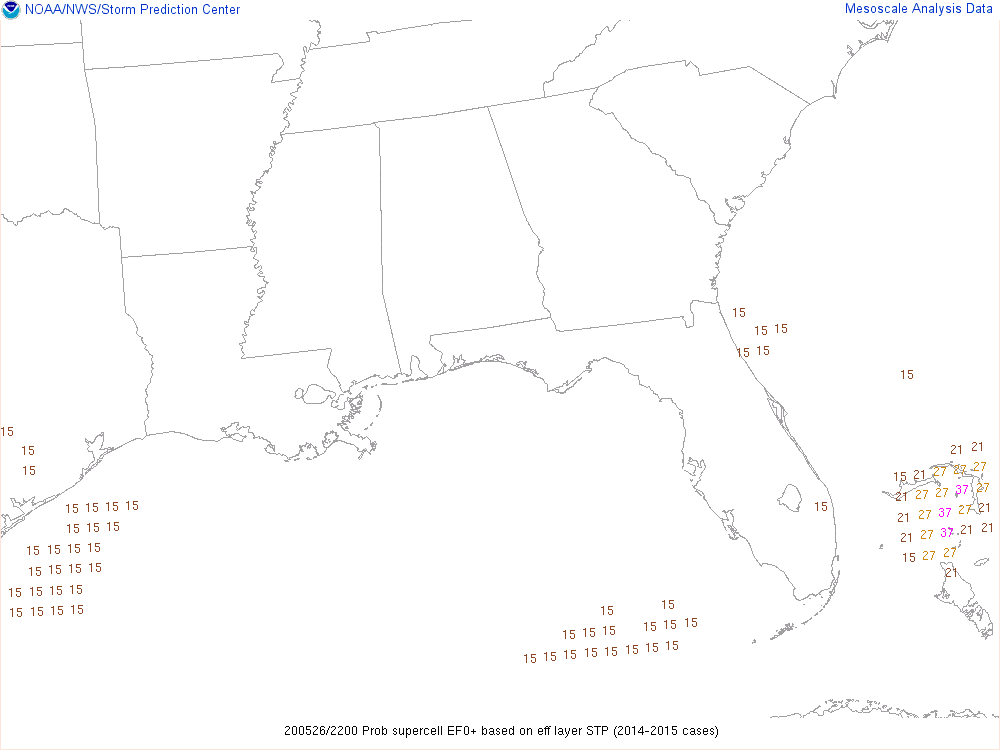 NOAA/NWS/Storm Prediction Center
Mesoscale Analysis Data
15
15 15
15 15
15
15
15
15
21 21
15 21 27 27 27
21 27 27 37 27
15 15 15 15
15
21 27 37 27 21
15 15 15
21 27 37 21 21
15 15 15 15
15 27 27
15 15 15 15
21
15 15 15 15
15 15 15 15
15 15
15 15 15 15 15 15
15 15 15 15 15 15 15 15
200526/2200 Prob supercell EF0+ based on eff layer STP (2014-2015 cases)